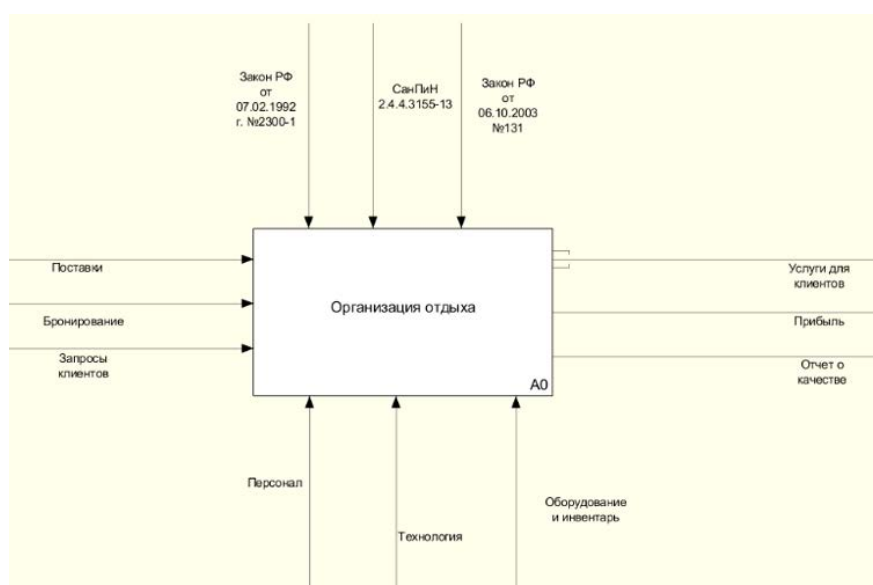 Закон РФ
от
07.02.1992
г. №2300-1
СанПиН
2.4.4.3155-13
Закон РФ
от
06.10.2003
№131
Поставки
Бронирование
Запросы
клиентов
Организация отдыха
A0
Услуги для
клиентов
Прибыль
Отчет о
качестве
Персонал
Технология
Оборудование
и инвентарь